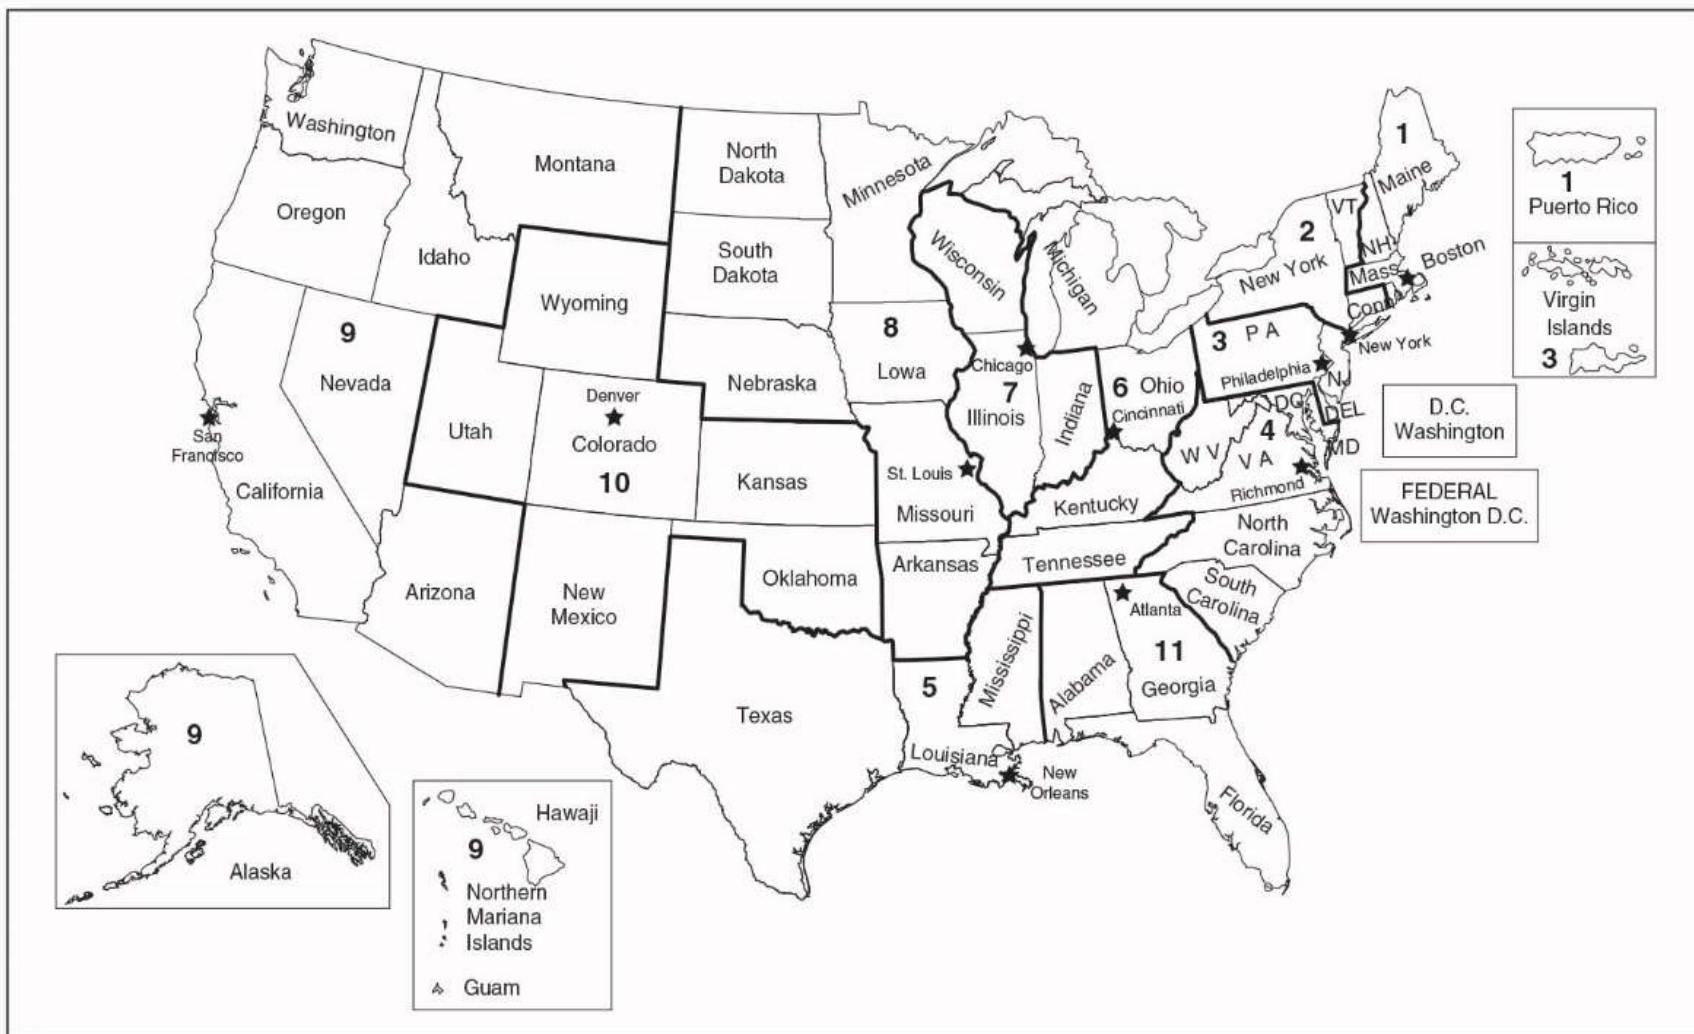 Washington
Montana
North
Dakota
Minnesota
1
Maine
1
Puerto Rico
Oregon
Idaho
South
Dakota
Wisconsin
Michigan
2
New York
VT
NH
Mass
Boston
Conn
Virgin
Islands
3
Wyoming
9
Nevada
8
Iowa
Nebraska
Chicago
7
Illinois
Indiana
6
Ohio
Cincinnati
3
PA
Philadelphia
New York
NJ
DC
DEL
MD
D.C.
Washington
FEDERAL
Washington D.C.
San
Francisco
California
Utah
Denver
Colorado
10
Kansas
St. Louis
Missouri
Kentucky
W V
4
V A
Richmond
North
Carolina
Arizona
New
Mexico
Oklahoma
Arkansas
Tennessee
South
Carolina
Atlanta
11
Georgia
Mississippi
Alabama
5
Louisiana
New
Orleans
Texas
Florida
9
Alaska
Hawaji
9
Northern
Mariana
Islands
Guam